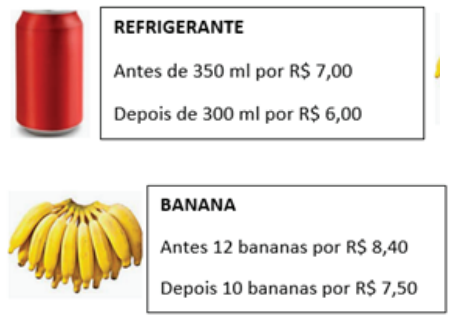 REFRIGERANTE
Antes de 350 ml por R$ 7,00
Depois de 300 ml por R$ 6,00
BANANA
Antes 12 bananas por R$ 8,40
Depois 10 bananas por R$ 7,50